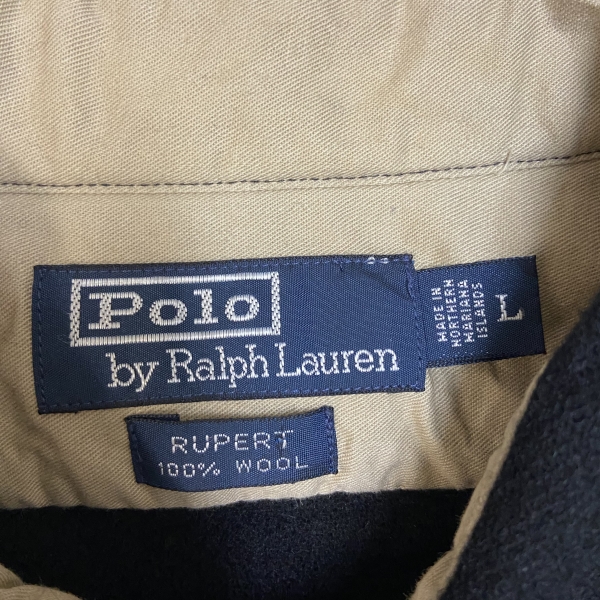 Polo
by Ralph Lauren
MADE IN
NORTHERN
MARIANA
ISLANDS
L
RUPERT
100% WOOL